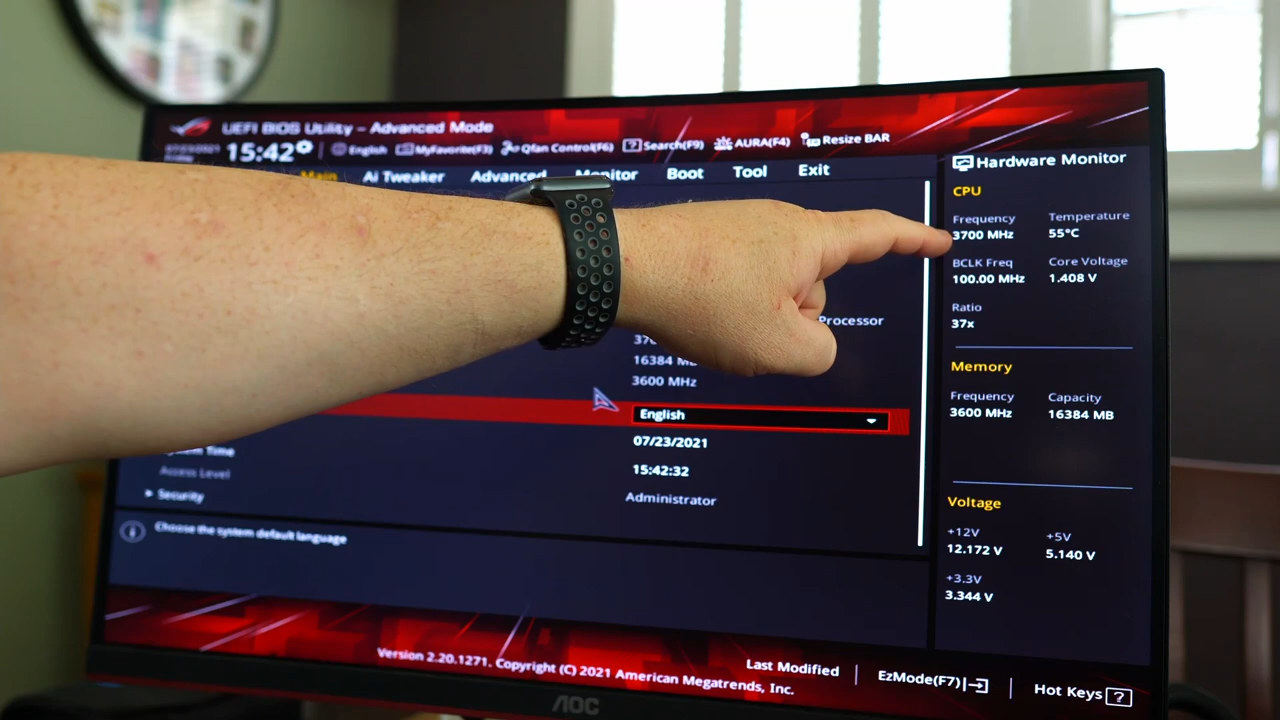 UEFI BIOS Utility – Advanced Mode
15:42 English MyFavorite(F3) Qfan Control(F6) Search(F9) AURA(F4) Resize BAR
Main Ai Tweaker Advanced Monitor Boot Tool Exit
Processor
16384
3600 MHz
English
07/23/2021
Time
15:42:32
Access Level
Administrator
Security
Choose the system default language
Hardware Monitor
CPU
Frequency Temperature
3700 MHz 55°C
BCLK Freq Core Voltage
100.00 MHz 1.408 V
Ratio
37x
Memory
Frequency Capacity
3600 MHz 16384 MB
Voltage
+12V +5V
12.172 V 5.140 V
+3.3V
3.344 V
Last Modified EzMode(F7) Hot Keys ?
Version 2.20.1271. Copyright (C) 2021 American Megatrends, Inc.
AOC